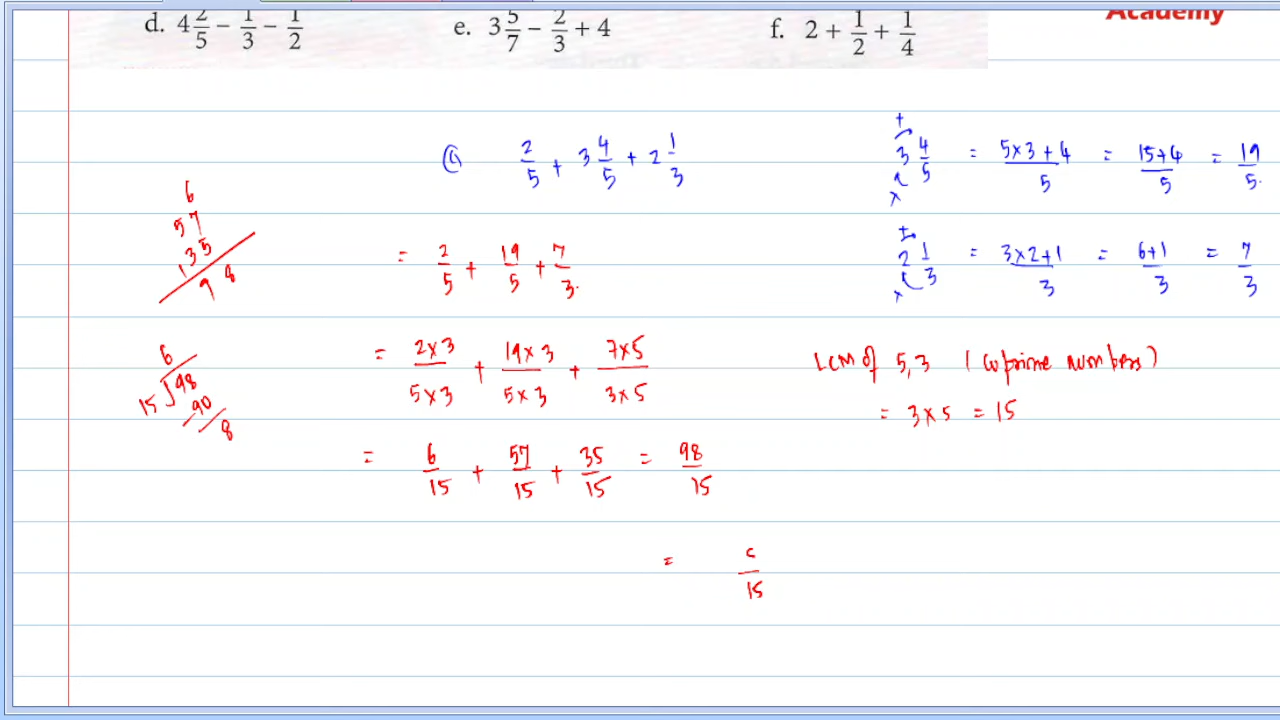 Academy
d. 4 2/5 − 1/3 − 1/2 e. 3 5/7 − 2/3 + 4 f. 2 + 1/2 + 1/4
2/5 + 3 4/5 + 2 1/3
+ 3 4/5 × = 5×3+4/5 = 15+4/5 = 19/5.
6
57
135
98
= 2/5 + 19/5 + 7/3.
+ 2 1/3 × = 3×2+1/3 = 6+1/3 = 7/3
6
15 98
90
8
= 2×3/5×3 + 19×3/5×3 + 7×5/3×5
LCM of 5,3 (coprime numbers)
= 3×5 = 15
= 6/15 + 57/15 + 35/15 = 98/15
= /15